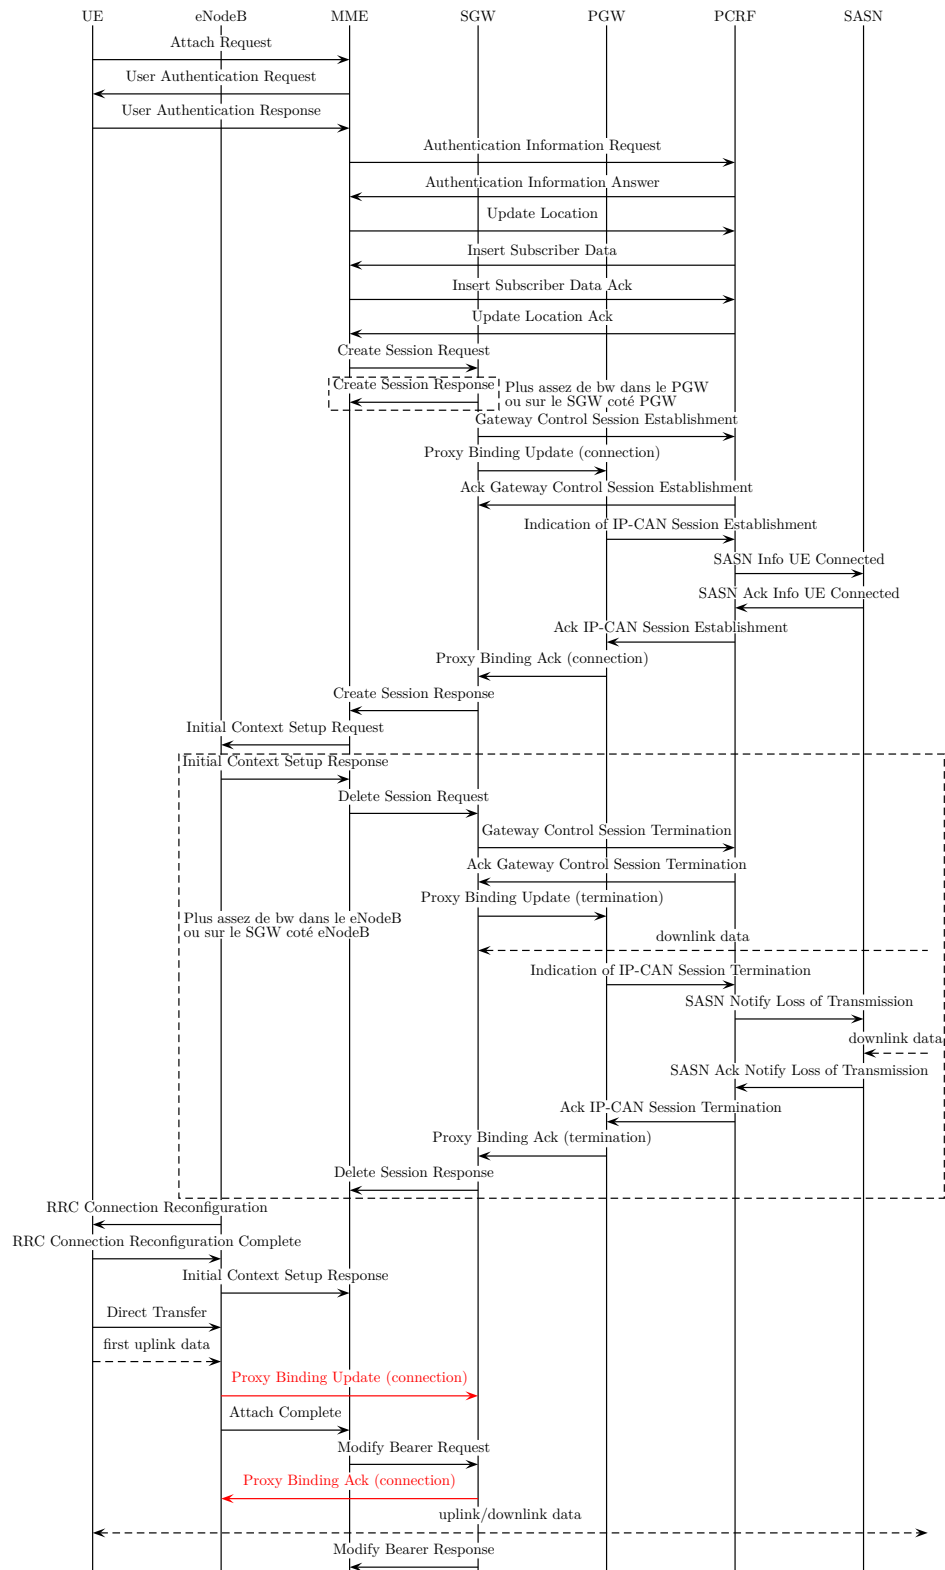 UE eNodeB MME SGW PGW PCRF SASN
Attach Request
User Authentication Request
User Authentication Response
Authentication Information Request
Authentication Information Answer
Update Location
Insert Subscriber Data
Insert Subscriber Data Ack
Update Location Ack
Create Session Request
Create Session Response
Plus assez de bw dans le PGW
ou sur le SGW coté PGW
Gateway Control Session Establishment
Proxy Binding Update (connection)
Ack Gateway Control Session Establishment
Indication of IP-CAN Session Establishment
SASN Info UE Connected
SASN Ack Info UE Connected
Ack IP-CAN Session Establishment
Proxy Binding Ack (connection)
Create Session Response
Initial Context Setup Request
Initial Context Setup Response
Delete Session Request
Gateway Control Session Termination
Ack Gateway Control Session Termination
Proxy Binding Update (termination)
Plus assez de bw dans le eNodeB
ou sur le SGW coté eNodeB
downlink data
Indication of IP-CAN Session Termination
SASN Notify Loss of Transmission
downlink data
SASN Ack Notify Loss of Transmission
Ack IP-CAN Session Termination
Proxy Binding Ack (termination)
Delete Session Response
RRC Connection Reconfiguration
RRC Connection Reconfiguration Complete
Initial Context Setup Response
Direct Transfer
first uplink data
Proxy Binding Update (connection)
Attach Complete
Modify Bearer Request
Proxy Binding Ack (connection)
uplink/downlink data
Modify Bearer Response